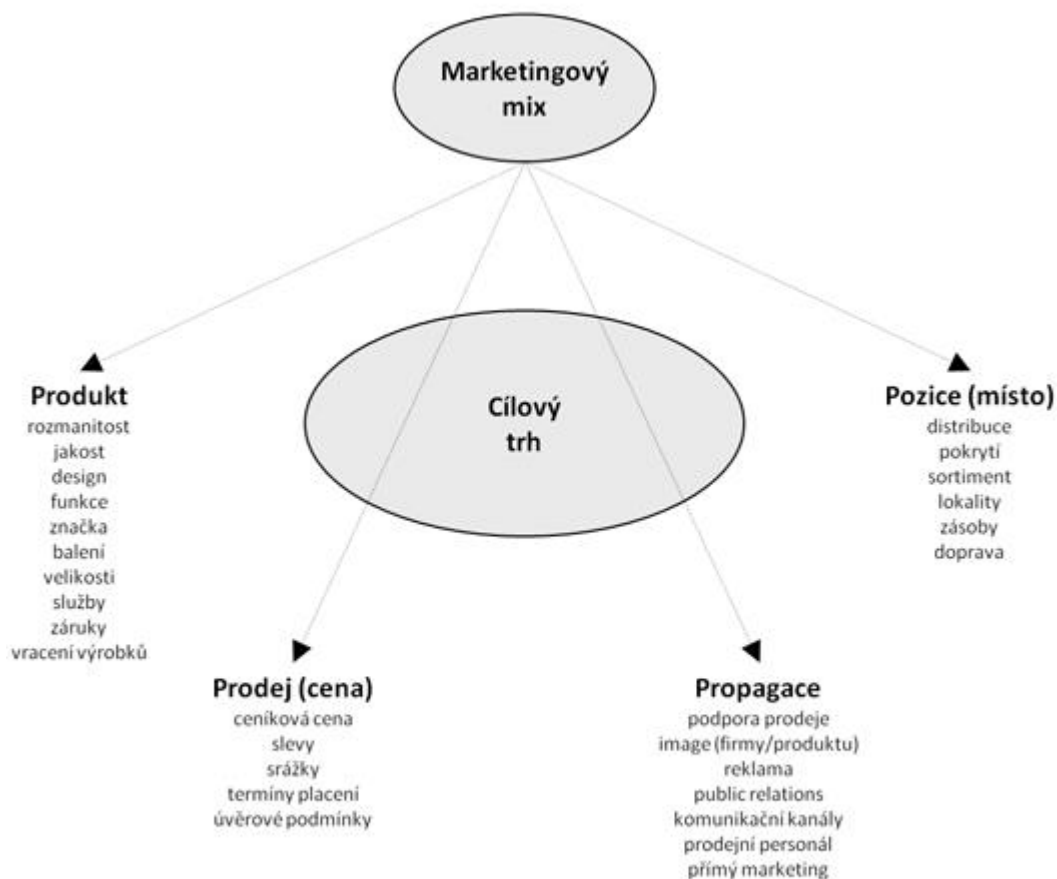 Marketingový
mix
Cílový
trh
Produkt
rozmanitost
jakost
design
funkce
značka
balení
velikosti
služby
záruky
vracení výrobků
Pozice (místo)
distribuce
pokrytí
sortiment
lokality
zásoby
doprava
Prodej (cena)
ceníková cena
slevy
srážky
termíny placení
úvěrové podmínky
Propagace
podpora prodeje
image (firmy/produktu)
reklama
public relations
komunikační kanály
prodejní personál
přímý marketing